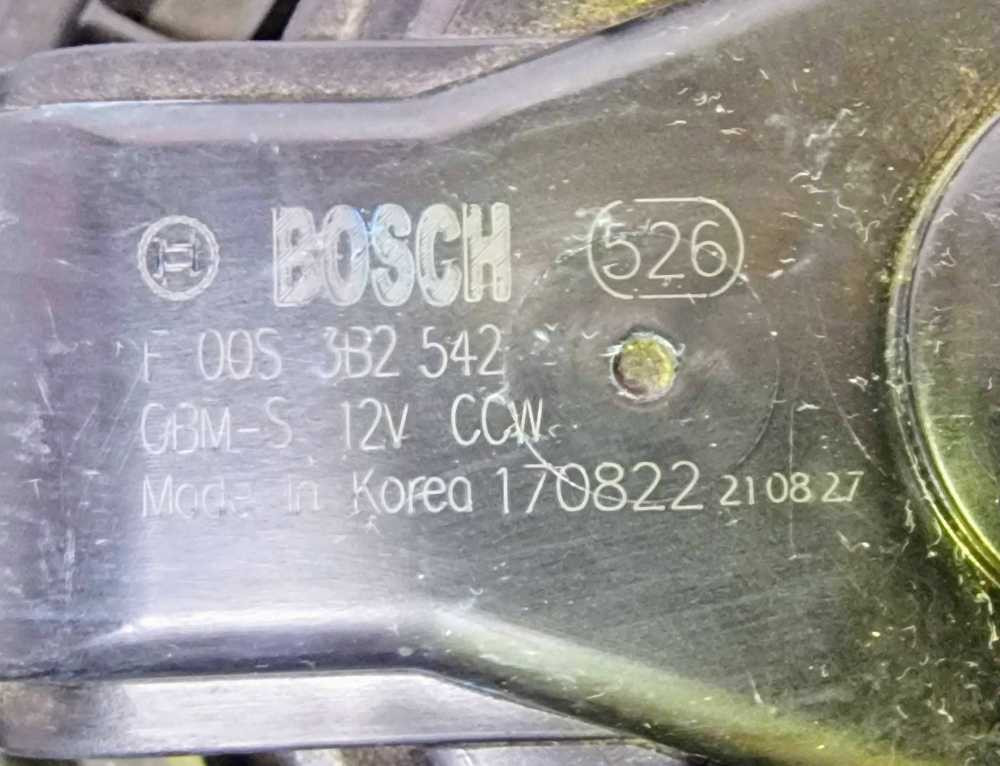 BOSCH 526
F 00S 3B2 542
GBM-S 12V CCW
Made in Korea 170822 210827